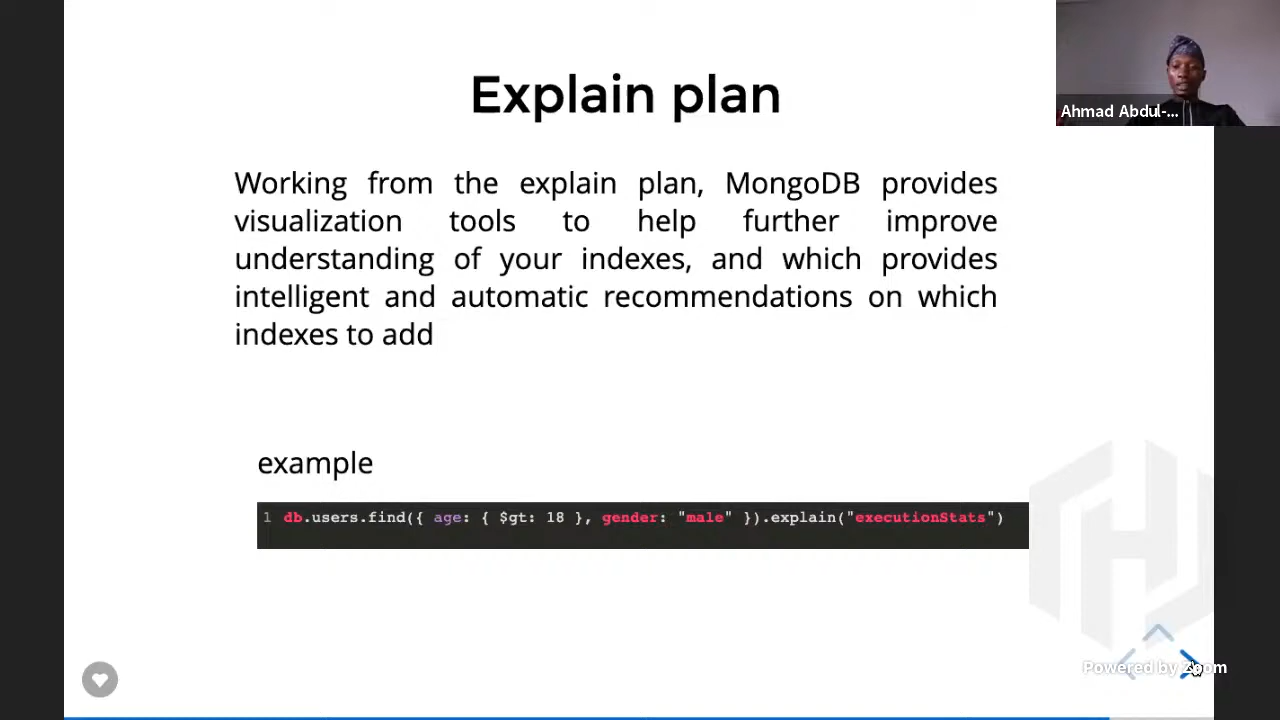 Explain plan
Ahmad Abdul-...
Working from the explain plan, MongoDB provides
visualization tools to help further improve
understanding of your indexes, and which provides
intelligent and automatic recommendations on which
indexes to add
example
1 db.users.find({ age: { $gt: 18 }, gender: "male" }).explain("executionStats")
Powered by Zoom